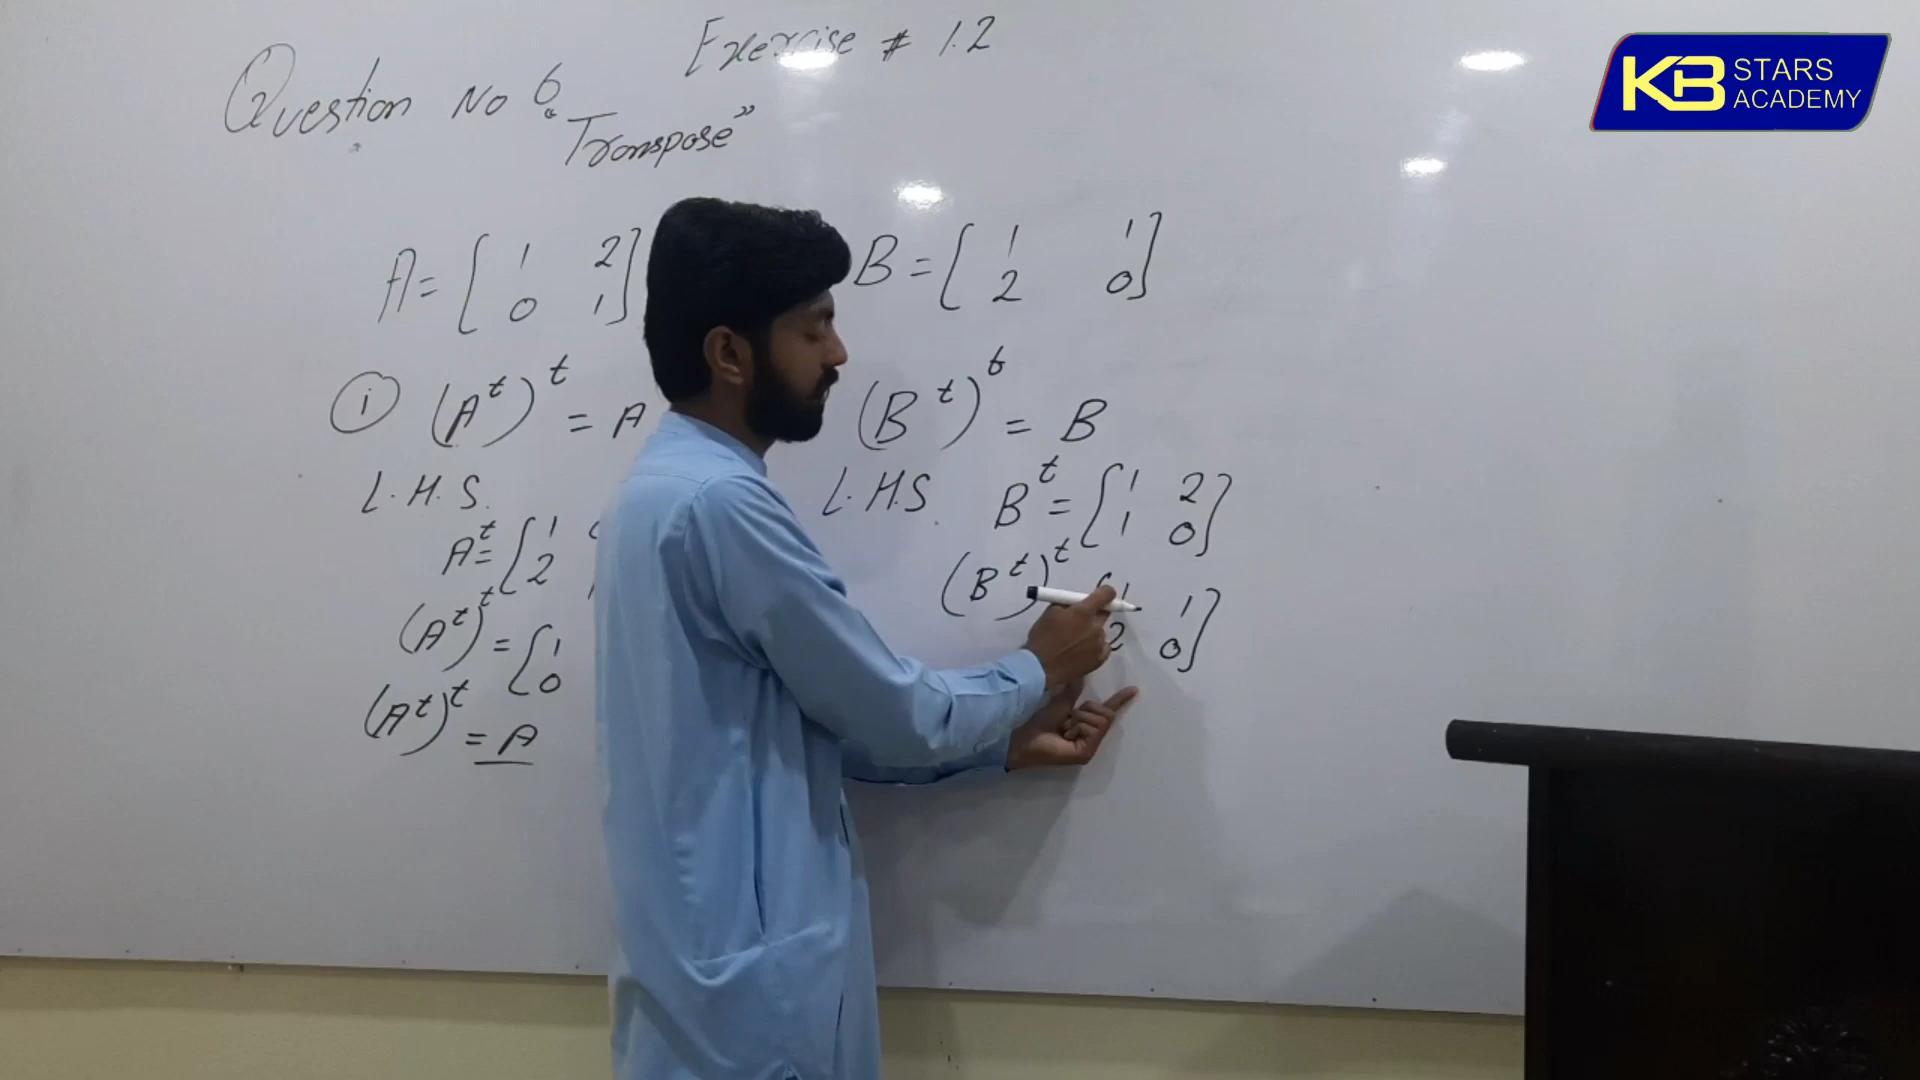 Exercise # 1.2
KB STARS ACADEMY
Question No 6
"Transpose"
A = [ 1 2
0 1 ]
B = [ 1 1
2 0 ]
(i) (A^t)^t = A
(B^t)^t = B
L.H.S.
A^t = [ 1
2
(A^t)^t = [ 1
0
(A^t)^t = A
L.H.S.
B^t = [ 1 2
1 0 ]
(B^t)^t [ 1 1
2 0 ]